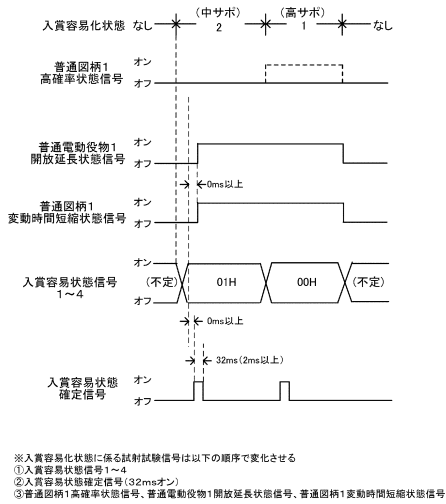 入賞容易化状態
なし
(中サポ)
2
(高サポ)
1
なし
普通図柄1
高確率状態信号
オン
オフ
普通電動役物1
開放延長状態信号
オン
オフ
0ms以上
普通図柄1
変動時間短縮状態信号
オン
オフ
入賞容易状態信号
1~4
オン
オフ
(不定)
01H
00H
(不定)
0ms以上
32ms(2ms以上)
入賞容易状態
確定信号
オン
オフ
※入賞容易化状態に係る試射試験信号は以下の順序で変化させる
①入賞容易状態信号1~4
②入賞容易状態確定信号(32msオン)
③普通図柄1高確率状態信号、普通電動役物1開放延長状態信号、普通図柄1変動時間短縮状態信号